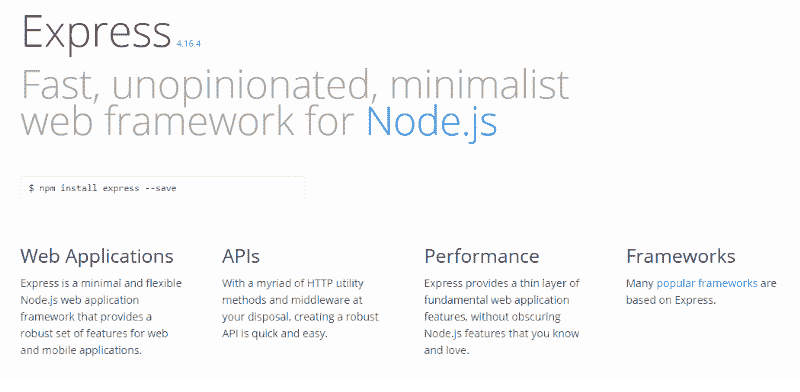 Express 4.16.4
Fast, unopinionated, minimalist
web framework for Node.js
$ npm install express --save
Web Applications
Express is a minimal and flexible
Node.js web application
framework that provides a
robust set of features for web
and mobile applications.
APIs
With a myriad of HTTP utility
methods and middleware at
your disposal, creating a robust
API is quick and easy.
Performance
Express provides a thin layer of
fundamental web application
features, without obscuring
Node.js features that you know
and love.
Frameworks
Many popular frameworks are
based on Express.